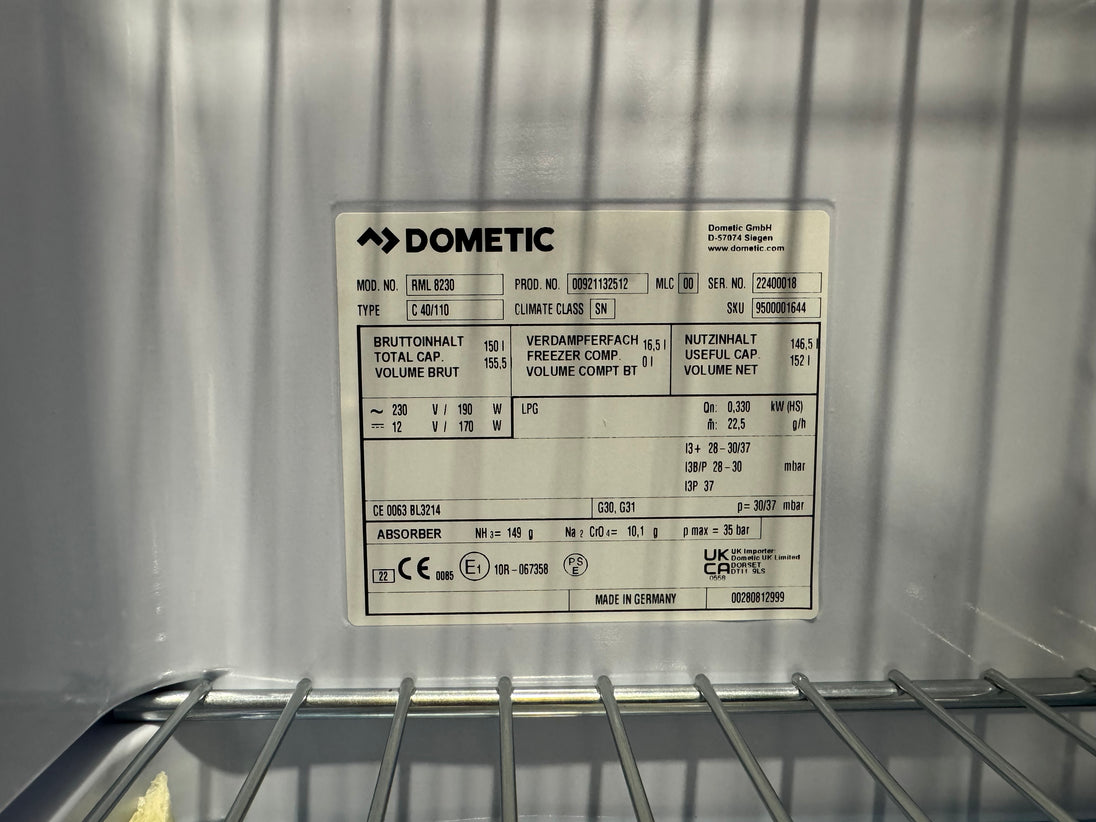 DOMETIC
Dometic GmbH
D-57074 Siegen
www.dometic.com
MOD. NO. RML 8230 PROD. NO. 00921132512 MLC 00 SER. NO. 22400018
TYPE C 40/110 CLIMATE CLASS SN SKU 9500001644
BRUTTOINHALT 150 l
TOTAL CAP. 155,5
VOLUME BRUT
VERDAMPFERFACH 16,5 l
FREEZER COMP. 0 l
VOLUME COMPT BT
NUTZINHALT 146,5 l
USEFUL CAP. 152 l
VOLUME NET
~ 230 V / 190 W
⎓ 12 V / 170 W
LPG Qn: 0,330 kW (HS)
ṁ: 22,5 g/h
I3+ 28-30/37
I3B/P 28-30 mbar
I3P 37
CE 0063 BL3214 G30, G31 p= 30/37 mbar
ABSORBER NH3= 149 g Na2 CrO4= 10,1 g p max = 35 bar
22 CE 0085 E1 10R-067358 PS E
UK CA 0558
UK Importer:
Dometic UK Limited
DORSET
DT11 9LS
MADE IN GERMANY 00280812999